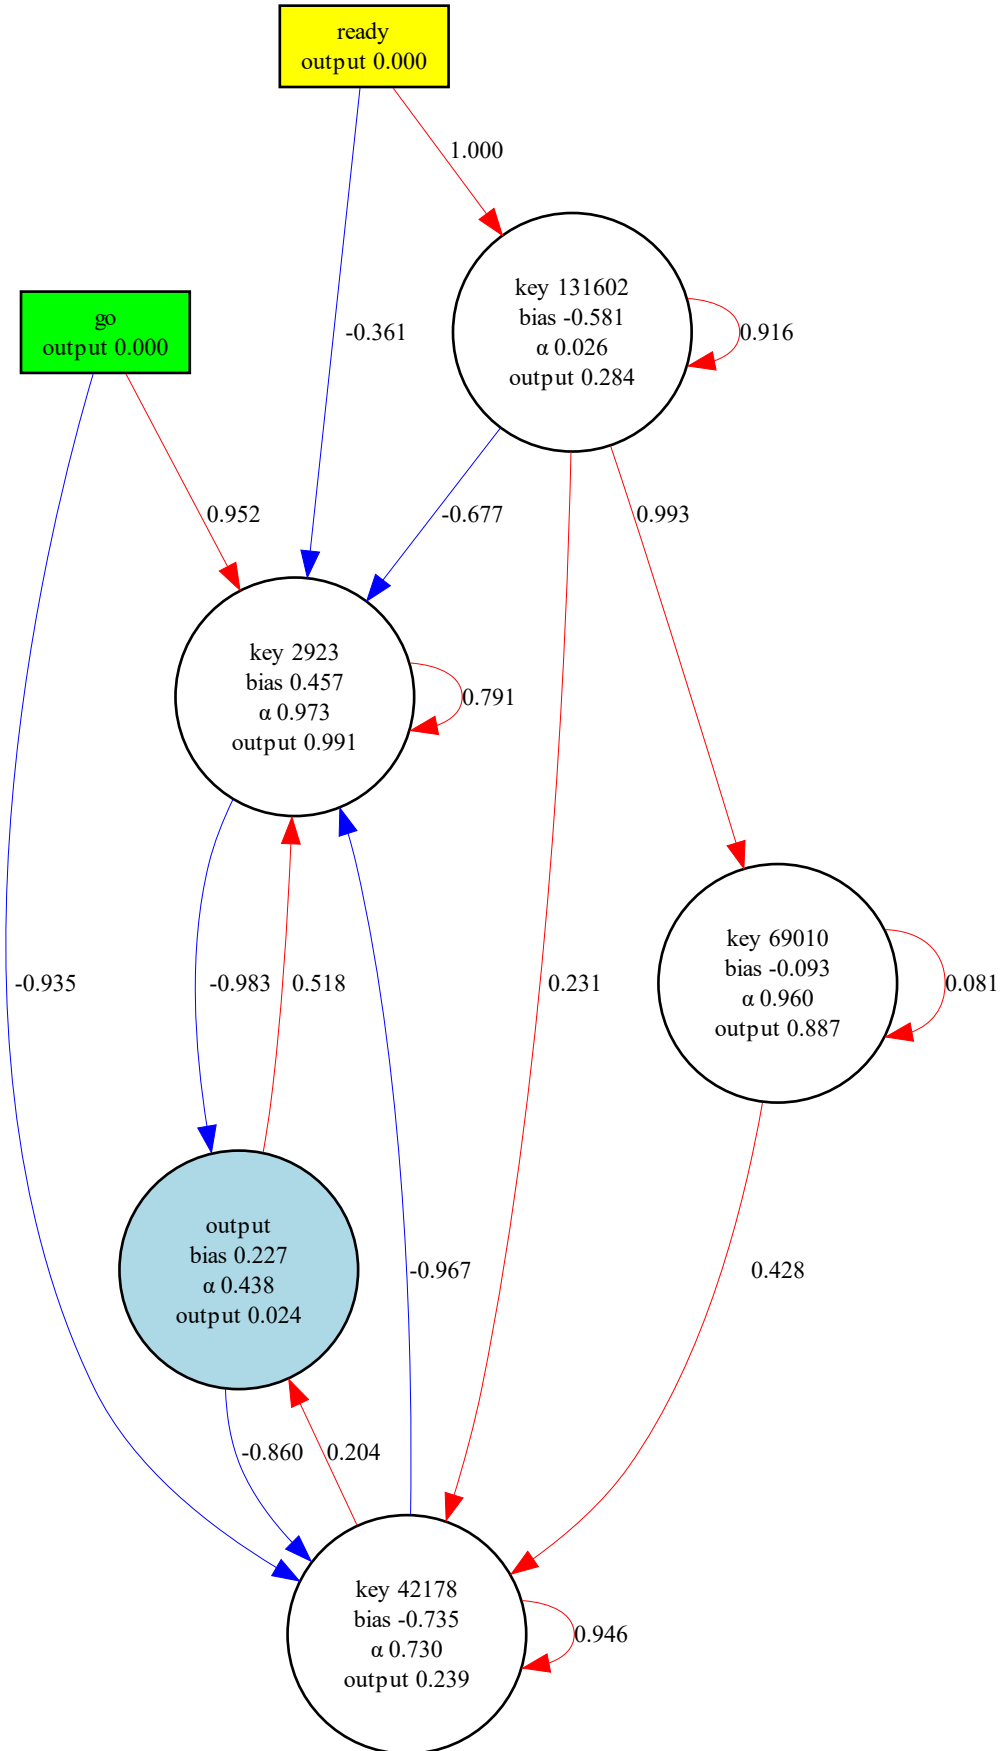 ready
output 0.000
1.000
go
output 0.000
-0.361
key 131602
bias -0.581
α 0.026
output 0.284
0.916
0.952
-0.677
0.993
key 2923
bias 0.457
α 0.973
output 0.991
0.791
-0.935
-0.983
0.518
0.231
key 69010
bias -0.093
α 0.960
output 0.887
0.081
output
bias 0.227
α 0.438
output 0.024
-0.967
0.428
-0.860
0.204
key 42178
bias -0.735
α 0.730
output 0.239
0.946